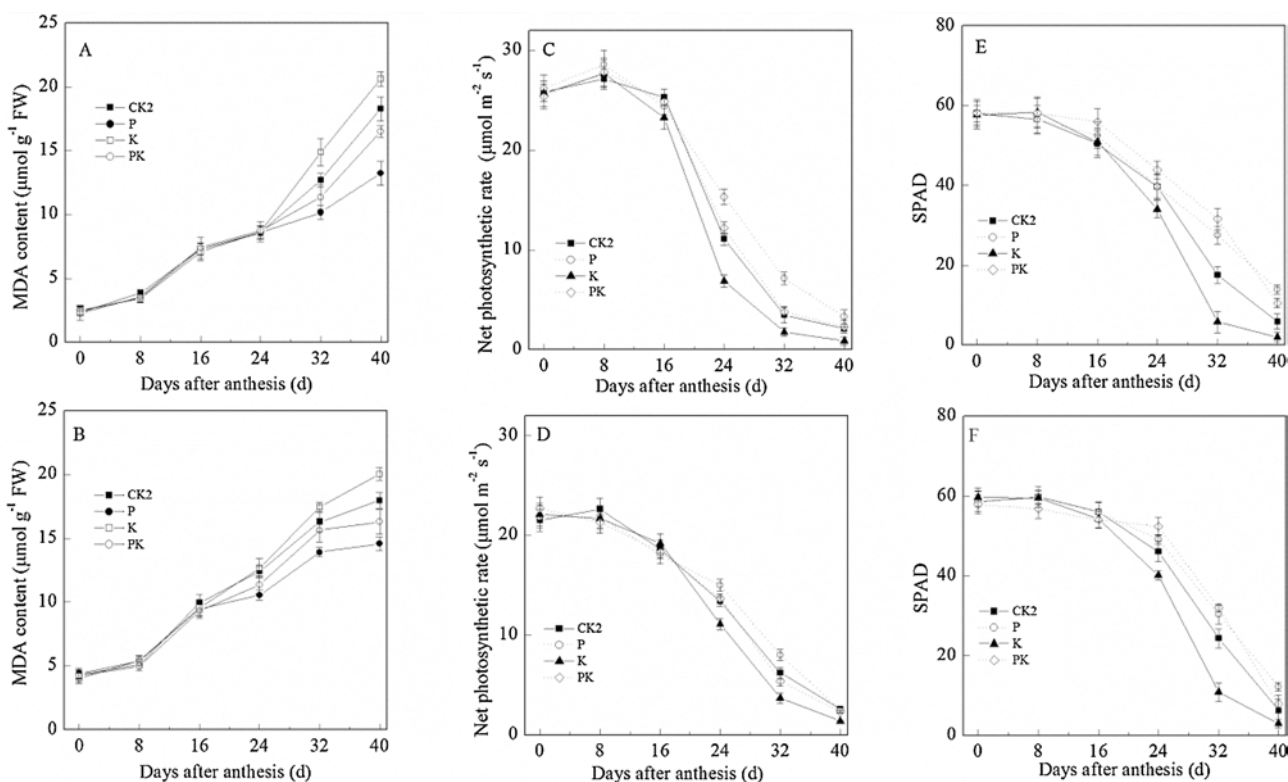 A
MDA content (μmol g⁻¹ FW)
25
20
15
10
5
0
CK2
P
K
PK
0 8 16 24 32 40
Days after anthesis (d)
C
Net photosynthetic rate (μmol m⁻² s⁻¹)
30
20
10
0
CK2
P
K
PK
0 8 16 24 32 40
Days after anthesis (d)
E
SPAD
80
60
40
20
0
CK2
P
K
PK
0 8 16 24 32 40
Days after anthesis (d)
B
MDA content (μmol g⁻¹ FW)
25
20
15
10
5
0
CK2
P
K
PK
0 8 16 24 32 40
Days after anthesis (d)
D
Net photosynthetic rate (μmol m⁻² s⁻¹)
30
20
10
0
CK2
P
K
PK
0 8 16 24 32 40
Days after anthesis (d)
F
SPAD
80
60
40
20
0
CK2
P
K
PK
0 8 16 24 32 40
Days after anthesis (d)